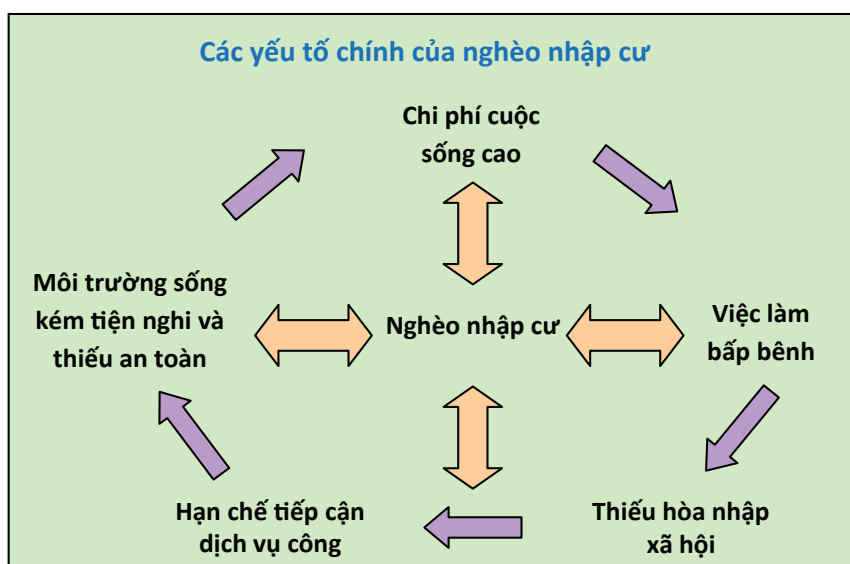 Các yếu tố chính của nghèo nhập cư
Chi phí cuộc
sống cao
Môi trường sống
kém tiện nghi và
thiếu an toàn
Nghèo nhập cư
Việc làm
bấp bênh
Hạn chế tiếp cận
dịch vụ công
Thiếu hòa nhập
xã hội